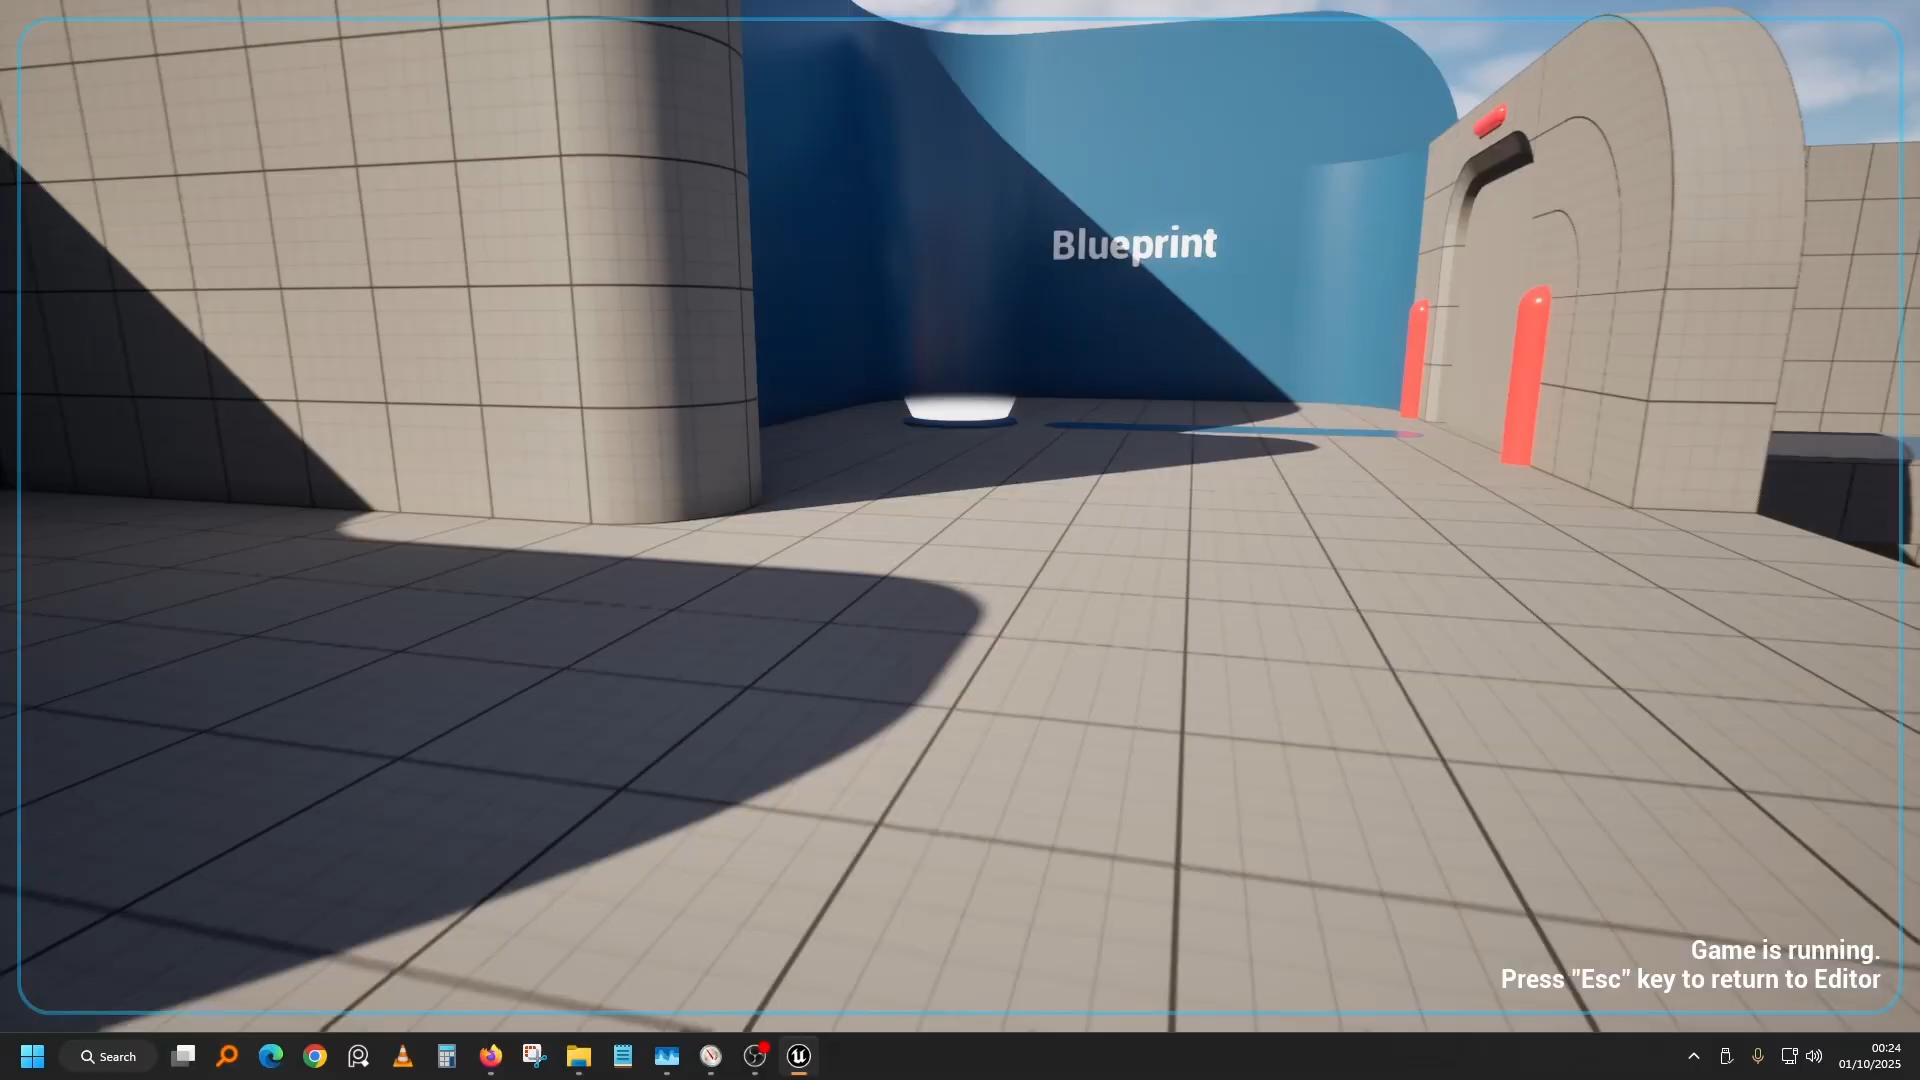 Blueprint
Game is running.
Press "Esc" key to return to Editor
Search
00:24
01/10/2025